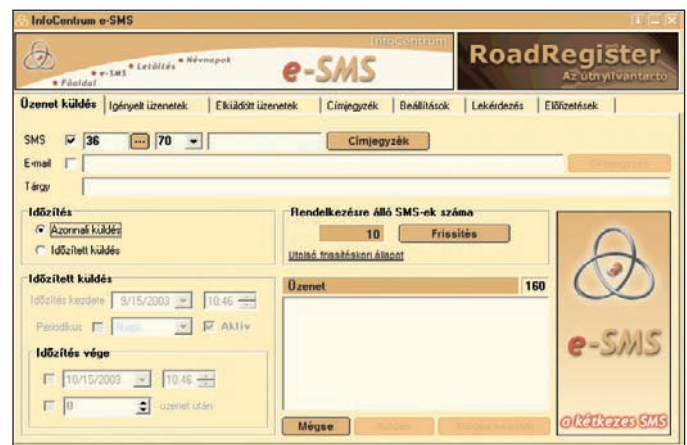 InfoCentrum e-SMS
Főoldal • e-SMS • Letöltés • Névnapok
InfoCentrum
e-SMS
RoadRegister
Az útnyilvántartó
Üzenet küldés | Igényelt üzenetek | Elküldött üzenetek | Címjegyzék | Beállítások | Lekérdezés | Előfizetések
SMS 36 ... 70 Címjegyzék
E-mail Címjegyzék
Tárgy
Időzítés
Azonnali küldés
Időzített küldés
Rendelkezésre álló SMS-ek száma
10 Frissítés
Utolsó frissítéskori állapot
Időzített küldés
Időzítés kezdete 9/15/2003 10:46
Periodikus Napi Aktív
Időzítés vége
10/15/2003 10:46
0 üzenet után
Üzenet 160
Mégse Küldés
e-SMS
a kétkezes SMS